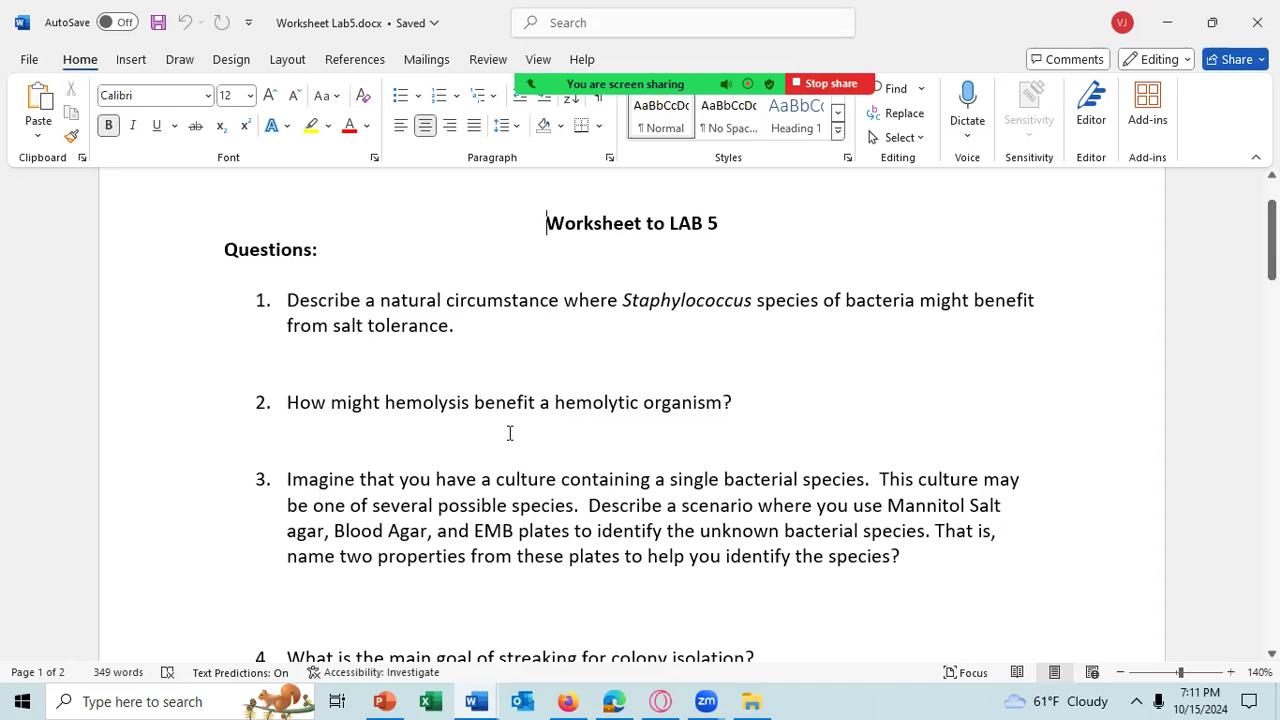 AutoSave Off Worksheet Lab5.docx • Saved Search VJ
File Home Insert Draw Design Layout References Mailings Review View Help Comments Editing Share
You are screen sharing Stop share
Paste Calibri 12 A A Aa A AaBbCcDc AaBbCcDc AaBbCc Find Replace Select Dictate Sensitivity Editor Add-ins
B I U ab x₂ x² A A ¶ Normal ¶ No Spac... Heading 1
Clipboard Font Paragraph Styles Editing Voice Sensitivity Editor Add-ins
Worksheet to LAB 5
Questions:
1. Describe a natural circumstance where Staphylococcus species of bacteria might benefit
from salt tolerance.
2. How might hemolysis benefit a hemolytic organism?
3. Imagine that you have a culture containing a single bacterial species.  This culture may
be one of several possible species.  Describe a scenario where you use Mannitol Salt
agar, Blood Agar, and EMB plates to identify the unknown bacterial species. That is,
name two properties from these plates to help you identify the species?
4. What is the main goal of streaking for colony isolation?
Page 1 of 2 349 words Text Predictions: On Accessibility: Investigate Focus 140%
Type here to search 61°F Cloudy 7:11 PM
10/15/2024